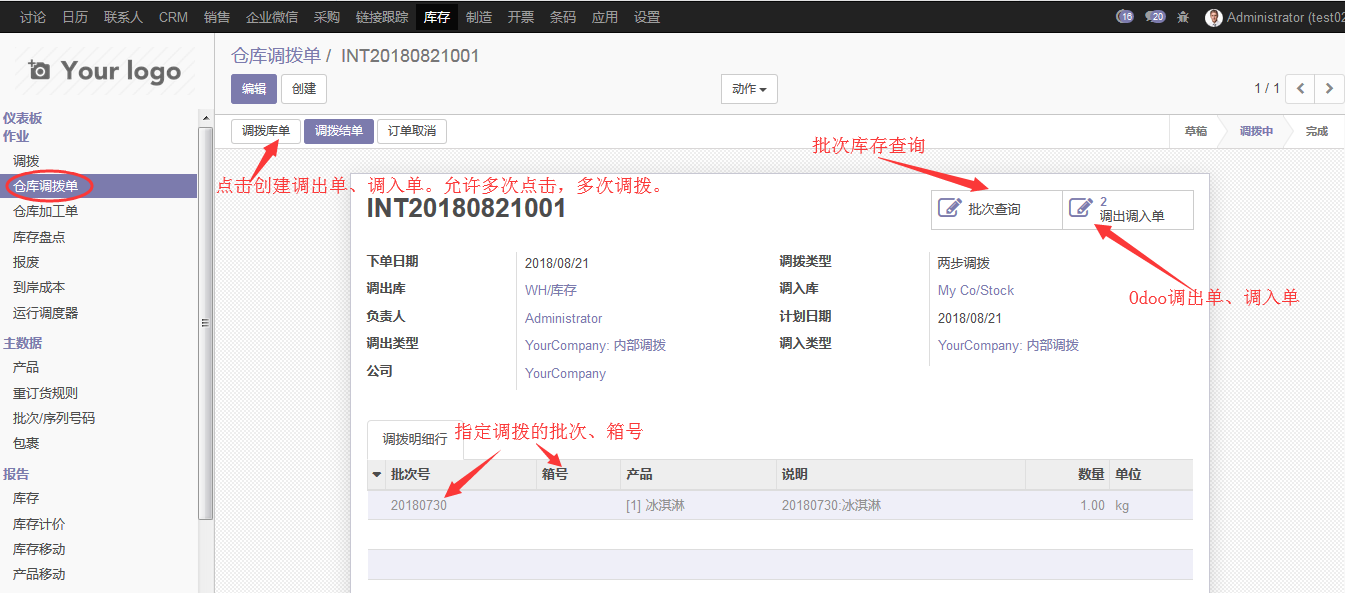 讨论 日历 联系人 CRM 销售 企业微信 采购 链接跟踪 库存 制造 开票 条码 应用 设置 16 20 Administrator (test02
Your logo
仓库调拨单 / INT20180821001
编辑 创建 动作 1 / 1
仪表板
作业
调拨
仓库调拨单
仓库加工单
库存盘点
报废
到岸成本
运行调度器
主数据
产品
重订货规则
批次/序列号码
包裹
报告
库存
库存计价
库存移动
产品移动
调拨库单 调拨结单 订单取消 草稿 调拨中 完成
批次库存查询
点击创建调出单、调入单。允许多次点击，多次调拨。
INT20180821001
批次查询 2 调出调入单
Odoo调出单、调入单
下单日期 2018/08/21 调拨类型 两步调拨
调出库 WH/库存 调入库 My Co/Stock
负责人 Administrator 计划日期 2018/08/21
调出类型 YourCompany: 内部调拨 调入类型 YourCompany: 内部调拨
公司 YourCompany
调拨明细行 指定调拨的批次、箱号
批次号 箱号 产品 说明 数量 单位
20180730 [1] 冰淇淋 20180730:冰淇淋 1.00 kg